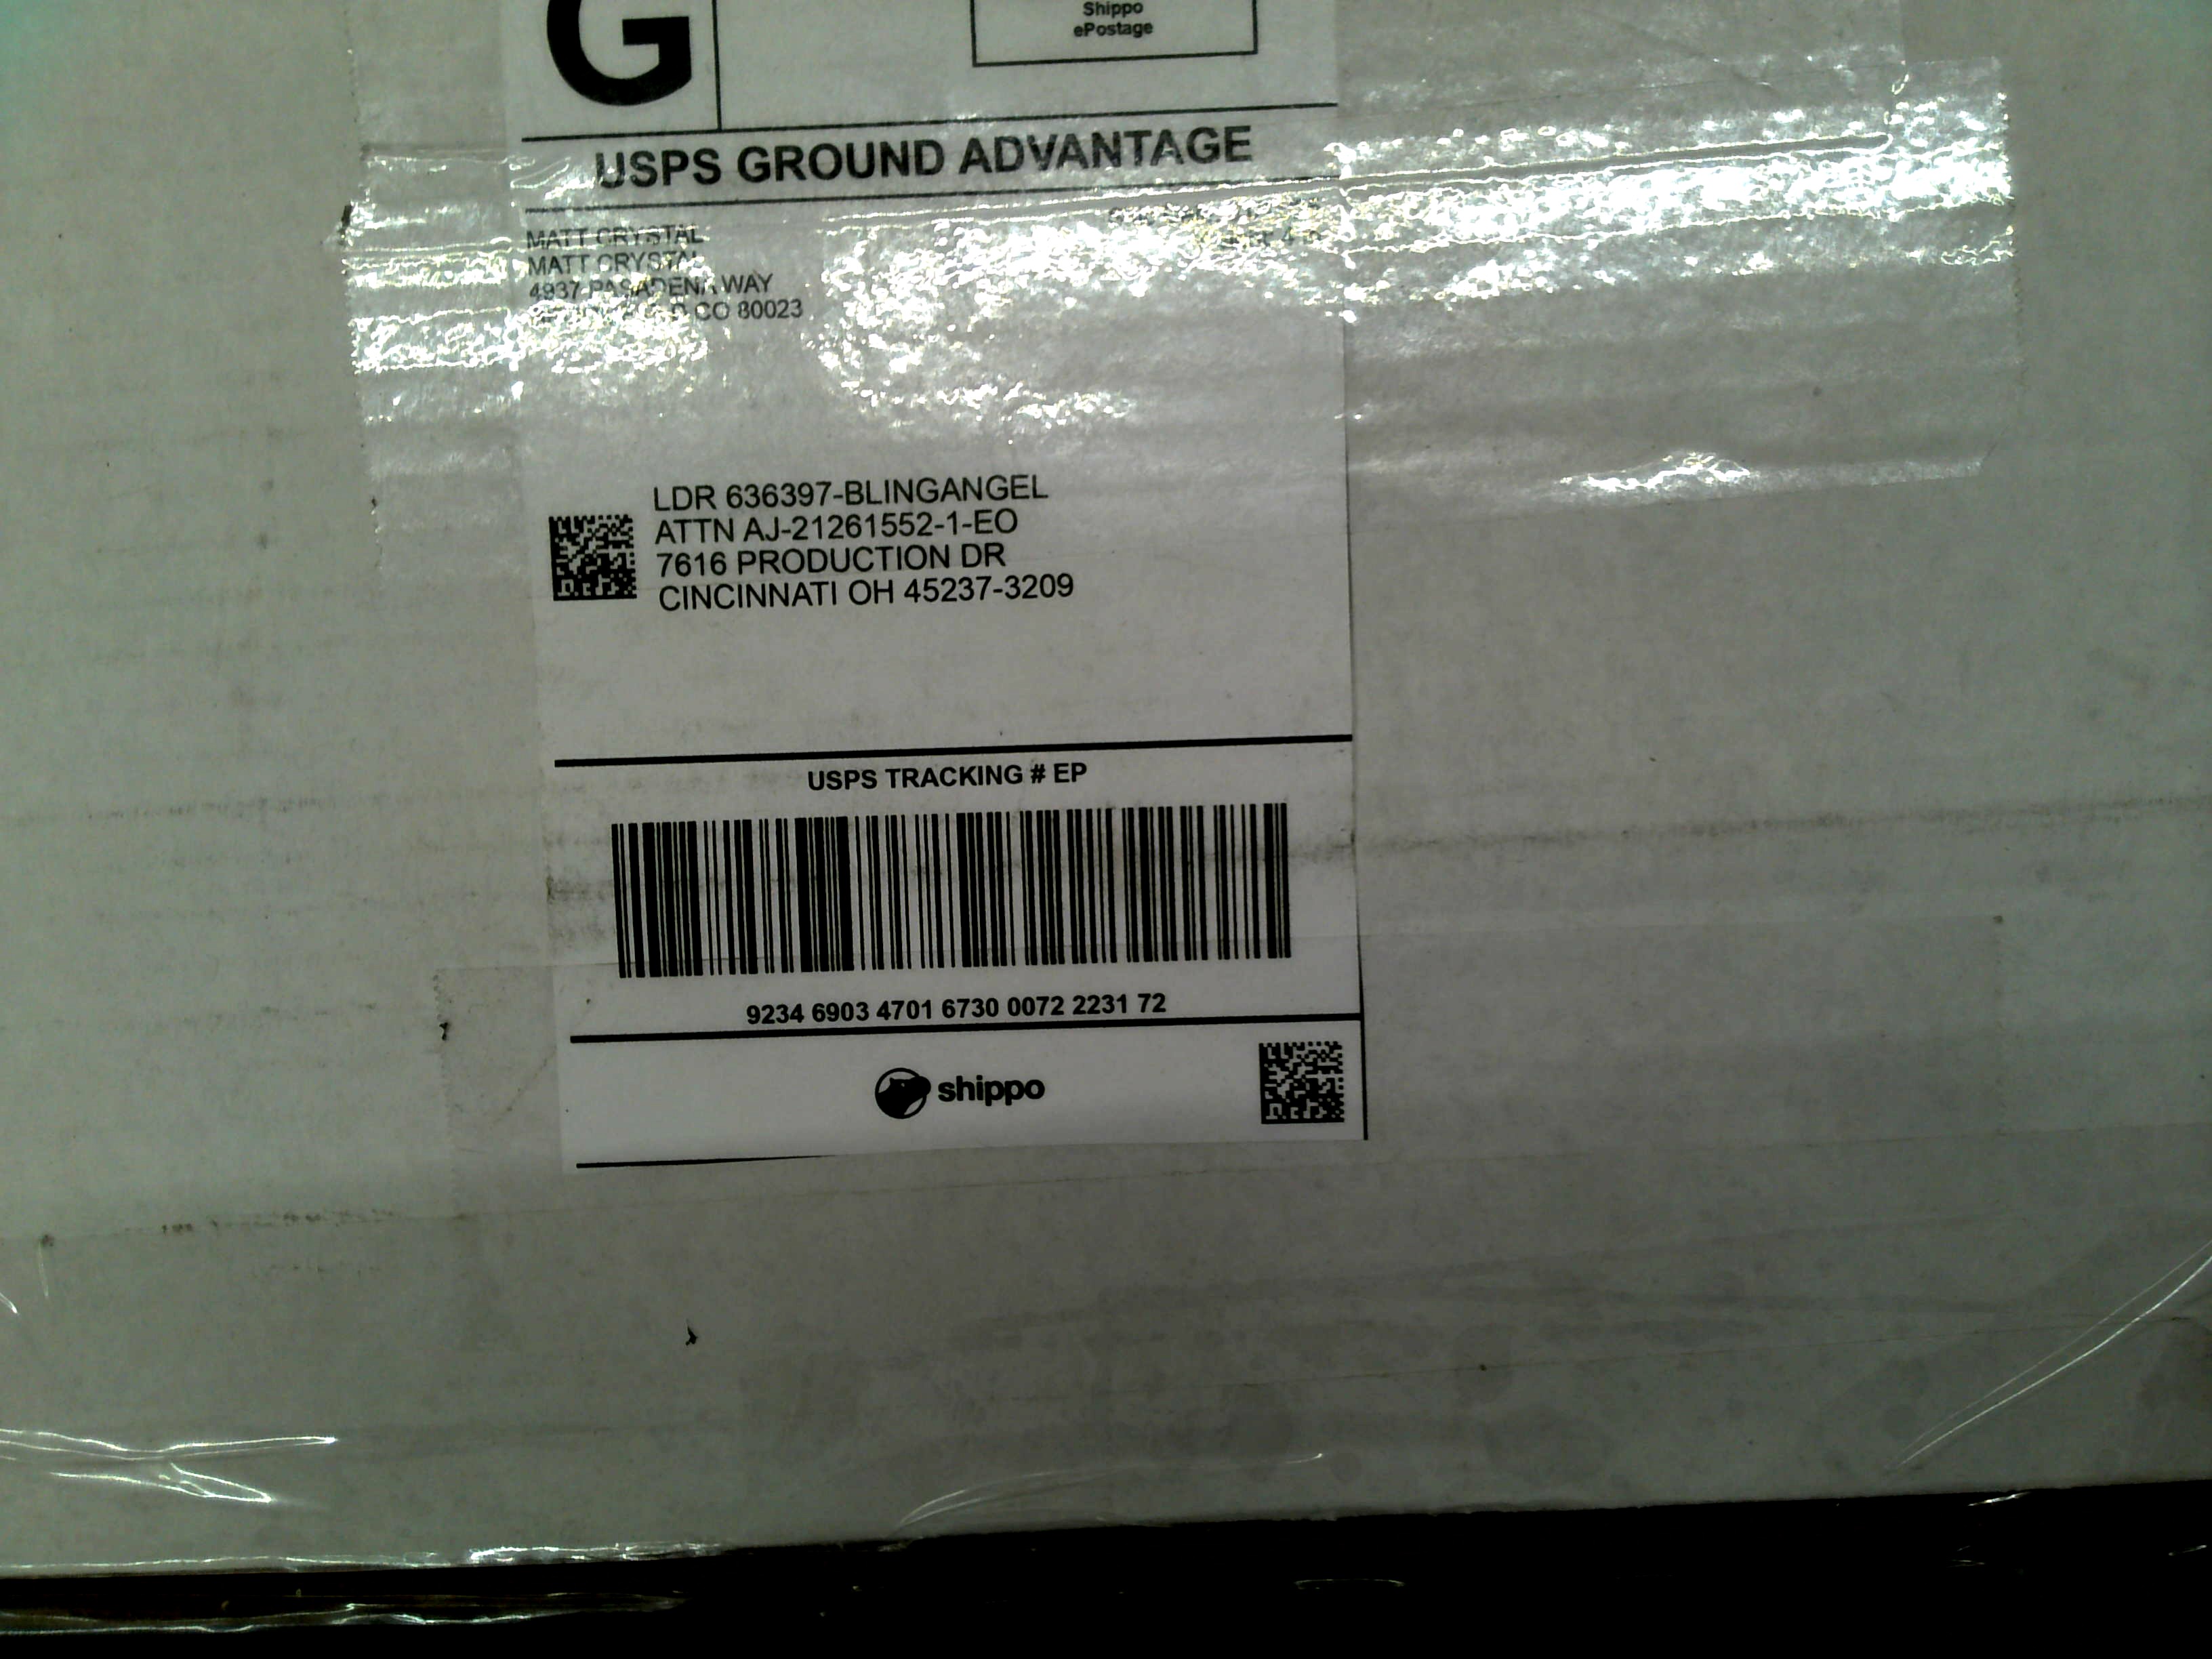 G
Shippo
ePostage
USPS GROUND ADVANTAGE
MATT CRYSTAL
MATT CRYSTAL
4937 PASADENA WAY
CO 80023
LDR 636397-BLINGANGEL
ATTN AJ-21261552-1-EO
7616 PRODUCTION DR
CINCINNATI OH 45237-3209
USPS TRACKING # EP
9234 6903 4701 6730 0072 2231 72
shippo